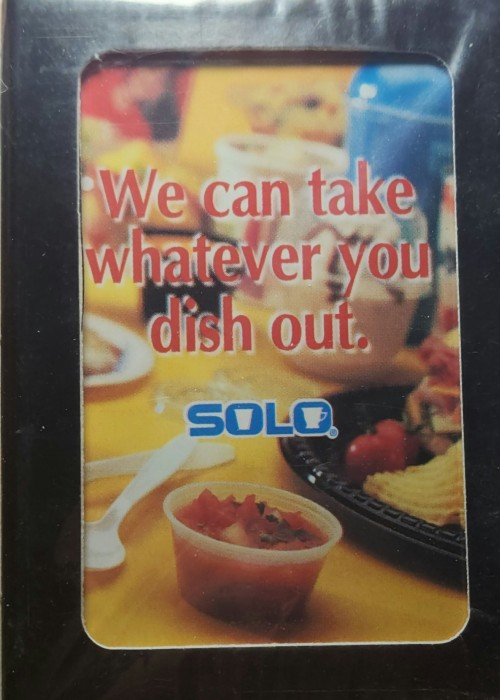 We can take
whatever you
dish out.
SOLO®